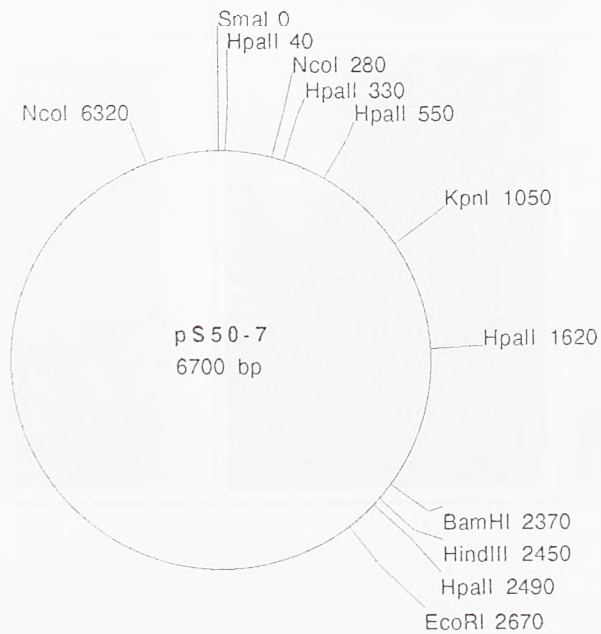 SmaI 0
HpaII 40
NcoI 280
HpaII 330
HpaII 550
NcoI 6320
KpnI 1050
HpaII 1620
pS50-7
6700 bp
BamHI 2370
HindIII 2450
HpaII 2490
EcoRI 2670